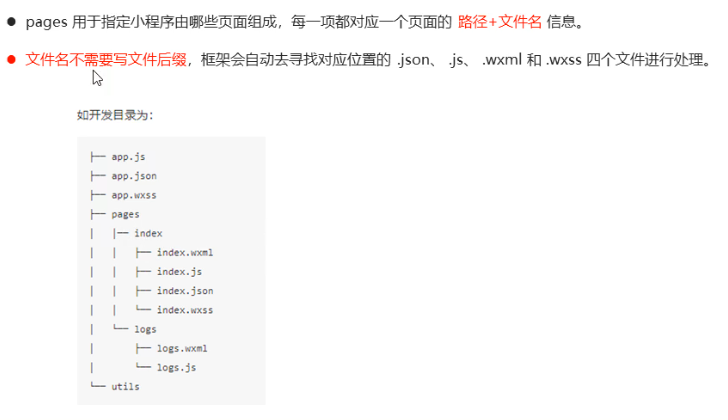 ● pages 用于指定小程序由哪些页面组成，每一项都对应一个页面的 路径+文件名 信息。
● 文件名不需要写文件后缀，框架会自动去寻找对应位置的 .json、 .js、 .wxml 和 .wxss 四个文件进行处理。
如开发目录为：
├── app.js
├── app.json
├── app.wxss
├── pages
│   │── index
│   │   ├── index.wxml
│   │   ├── index.js
│   │   ├── index.json
│   │   └── index.wxss
│   └── logs
│       ├── logs.wxml
│       └── logs.js
└── utils